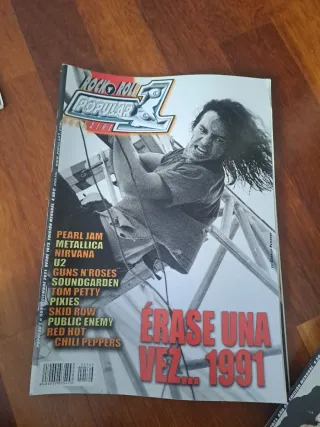 ROCK & ROLL
POPULAR 1
MAGAZINE
PEARL JAM
METALLICA
NIRVANA
U2
GUNS N'ROSES
SOUNDGARDEN
TOM PETTY
PIXIES
SKID ROW
PUBLIC ENEMY
RED HOT
CHILI PEPPERS
ÉRASE UNA
VEZ... 1991